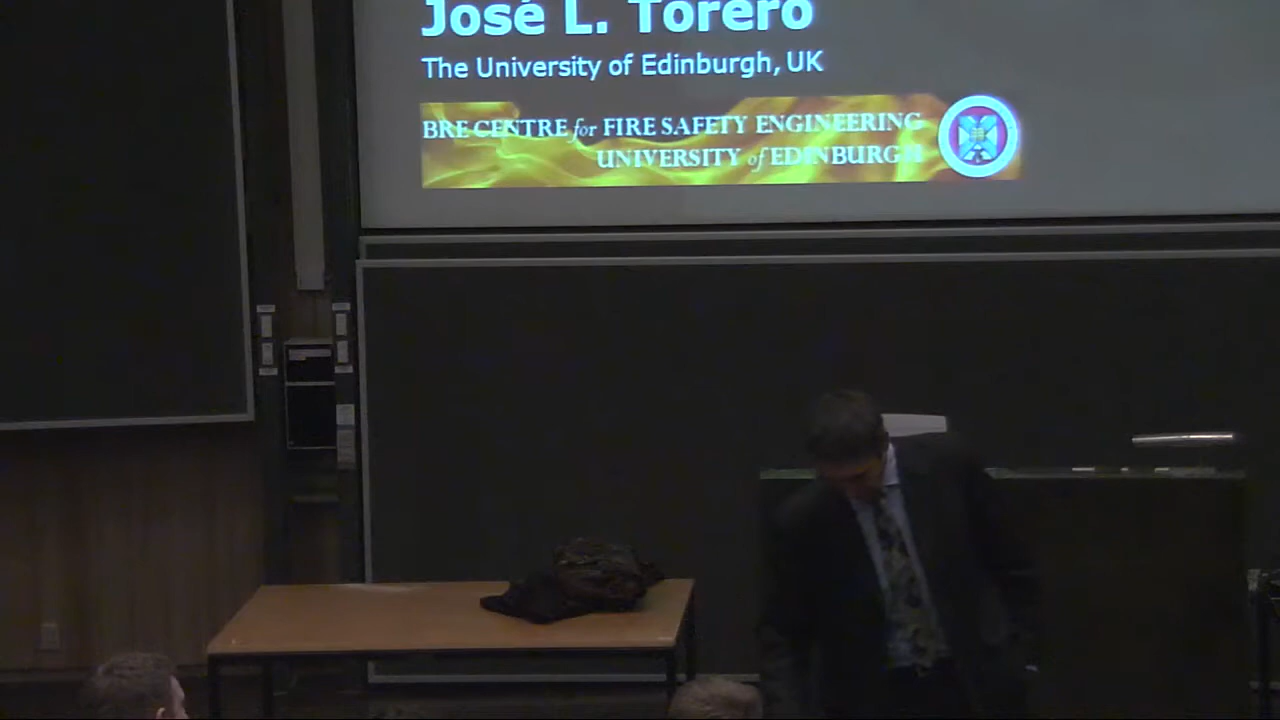 José L. Torero
The University of Edinburgh, UK
BRE CENTRE for FIRE SAFETY ENGINEERING
UNIVERSITY of EDINBURGH